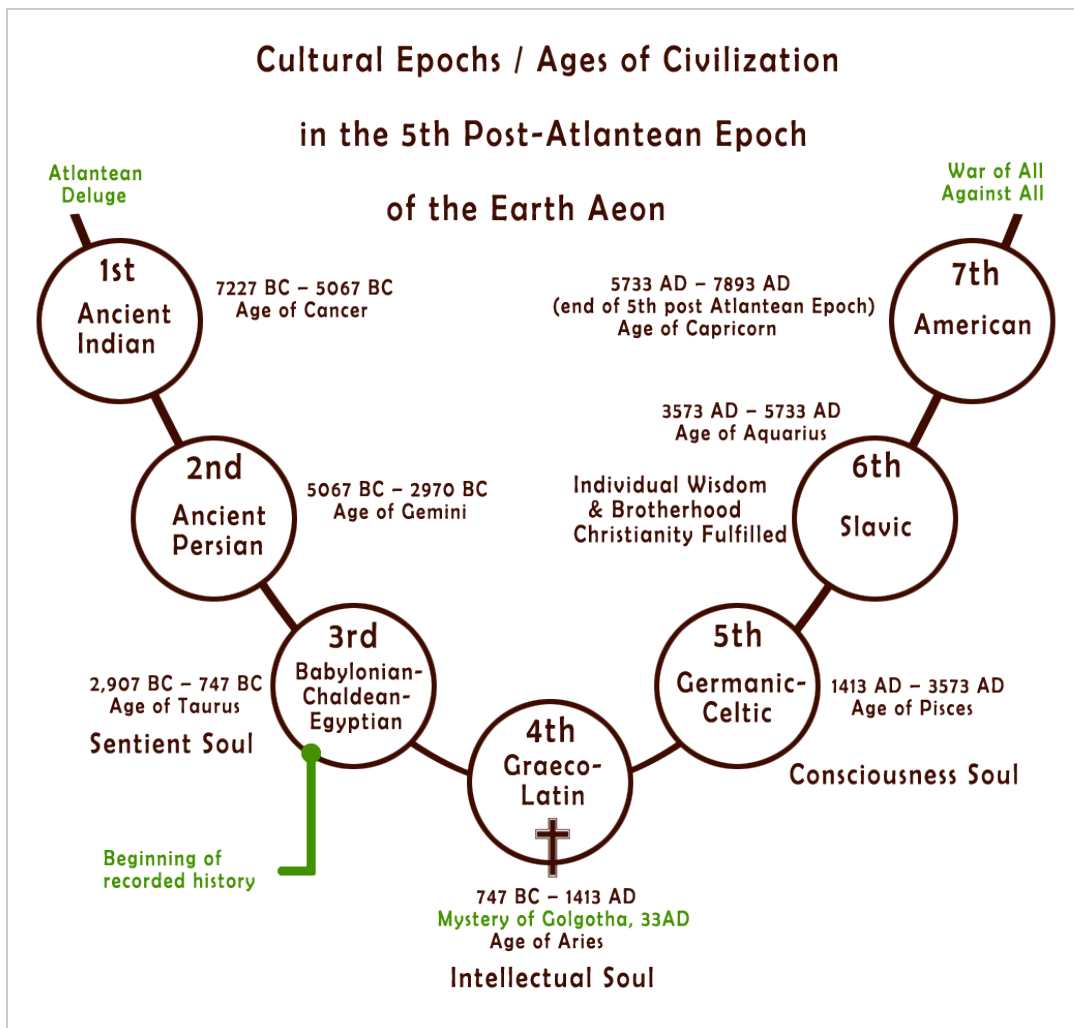 Cultural Epochs / Ages of Civilization
in the 5th Post-Atlantean Epoch
of the Earth Aeon
Atlantean
Deluge
1st
Ancient
Indian
7227 BC – 5067 BC
Age of Cancer
2nd
Ancient
Persian
5067 BC – 2970 BC
Age of Gemini
3rd
Babylonian-
Chaldean-
Egyptian
2,907 BC – 747 BC
Age of Taurus
Sentient Soul
Beginning of
recorded history
4th
Graeco-
Latin
747 BC – 1413 AD
Mystery of Golgotha, 33AD
Age of Aries
Intellectual Soul
5th
Germanic-
Celtic
1413 AD – 3573 AD
Age of Pisces
Consciousness Soul
6th
Slavic
3573 AD – 5733 AD
Age of Aquarius
Individual Wisdom
& Brotherhood
Christianity Fulfilled
7th
American
5733 AD – 7893 AD
(end of 5th post Atlantean Epoch)
Age of Capricorn
War of All
Against All